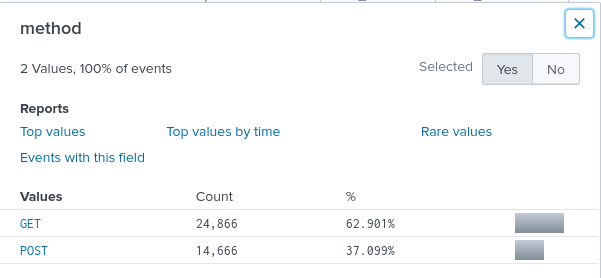 method
2 Values, 100% of events Selected Yes No
Reports
Top values Top values by time Rare values
Events with this field
Values Count %
GET 24,866 62.901%
POST 14,666 37.099%